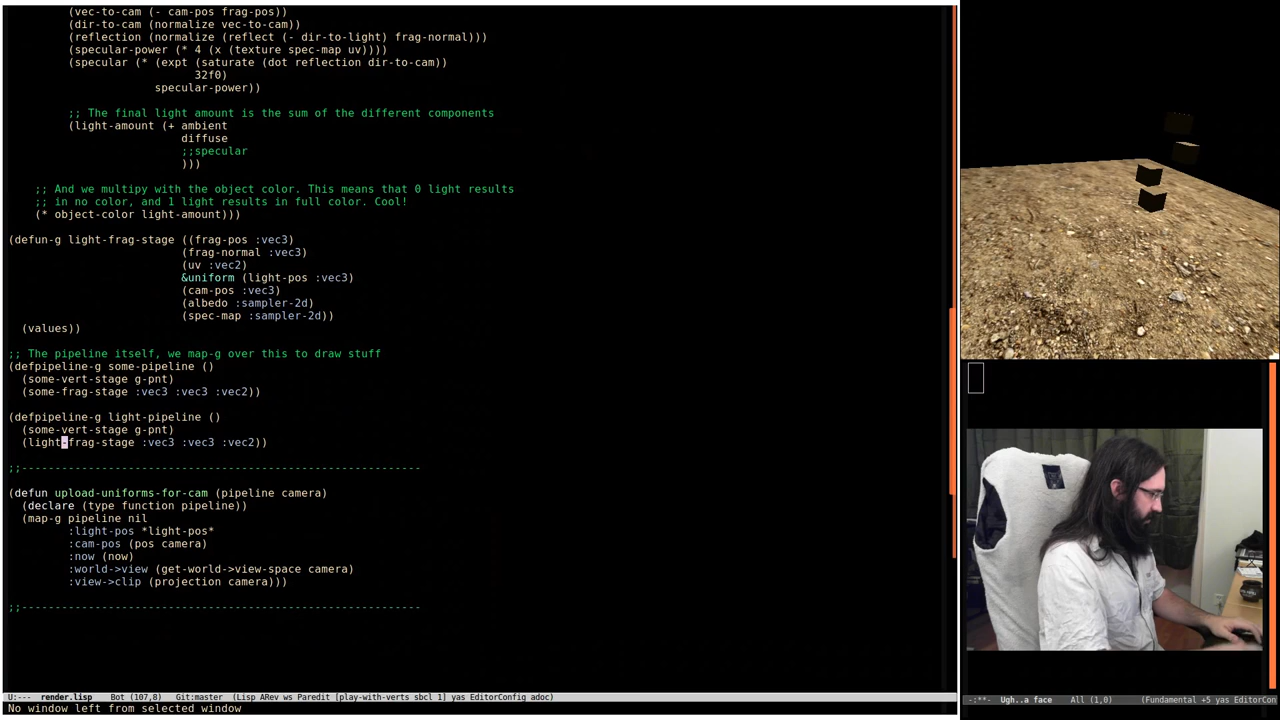 (vec-to-cam (- cam-pos frag-pos))
(dir-to-cam (normalize vec-to-cam))
(reflection (normalize (reflect (- dir-to-light) frag-normal)))
(specular-power (* 4 (x (texture spec-map uv))))
(specular (* (expt (saturate (dot reflection dir-to-cam))
32f0)
specular-power))
;; The final light amount is the sum of the different components
(light-amount (+ ambient
diffuse
;;specular
)))
;; And we multipy with the object color. This means that 0 light results
;; in no color, and 1 light results in full color. Cool!
(* object-color light-amount)))
(defun-g light-frag-stage ((frag-pos :vec3)
(frag-normal :vec3)
(uv :vec2)
&uniform (light-pos :vec3)
(cam-pos :vec3)
(albedo :sampler-2d)
(spec-map :sampler-2d))
(values))
;; The pipeline itself, we map-g over this to draw stuff
(defpipeline-g some-pipeline ()
(some-vert-stage g-pnt)
(some-frag-stage :vec3 :vec3 :vec2))
(defpipeline-g light-pipeline ()
(some-vert-stage g-pnt)
(light-frag-stage :vec3 :vec3 :vec2))
;;------------------------------------------------------------
(defun upload-uniforms-for-cam (pipeline camera)
(declare (type function pipeline))
(map-g pipeline nil
:light-pos *light-pos*
:cam-pos (pos camera)
:now (now)
:world->view (get-world->view-space camera)
:view->clip (projection camera)))
;;------------------------------------------------------------
U:--- render.lisp Bot (107,8) Git:master (Lisp ARev ws Paredit [play-with-verts sbcl 1] yas EditorConfig adoc)
No window left from selected window
-:**- Ugh..a face All (1,0) (Fundamental +5 yas EditorCon